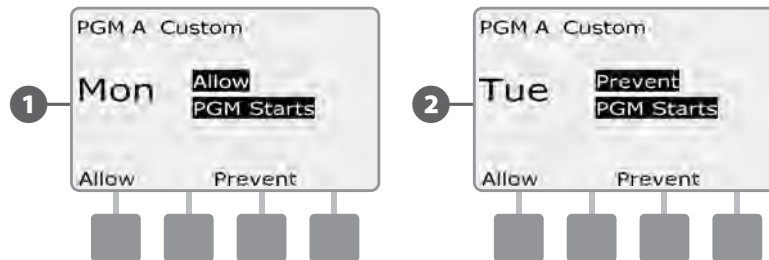 PGM A Custom
1
Mon
Allow
PGM Starts
Allow Prevent
PGM A Custom
2
Tue
Prevent
PGM Starts
Allow Prevent